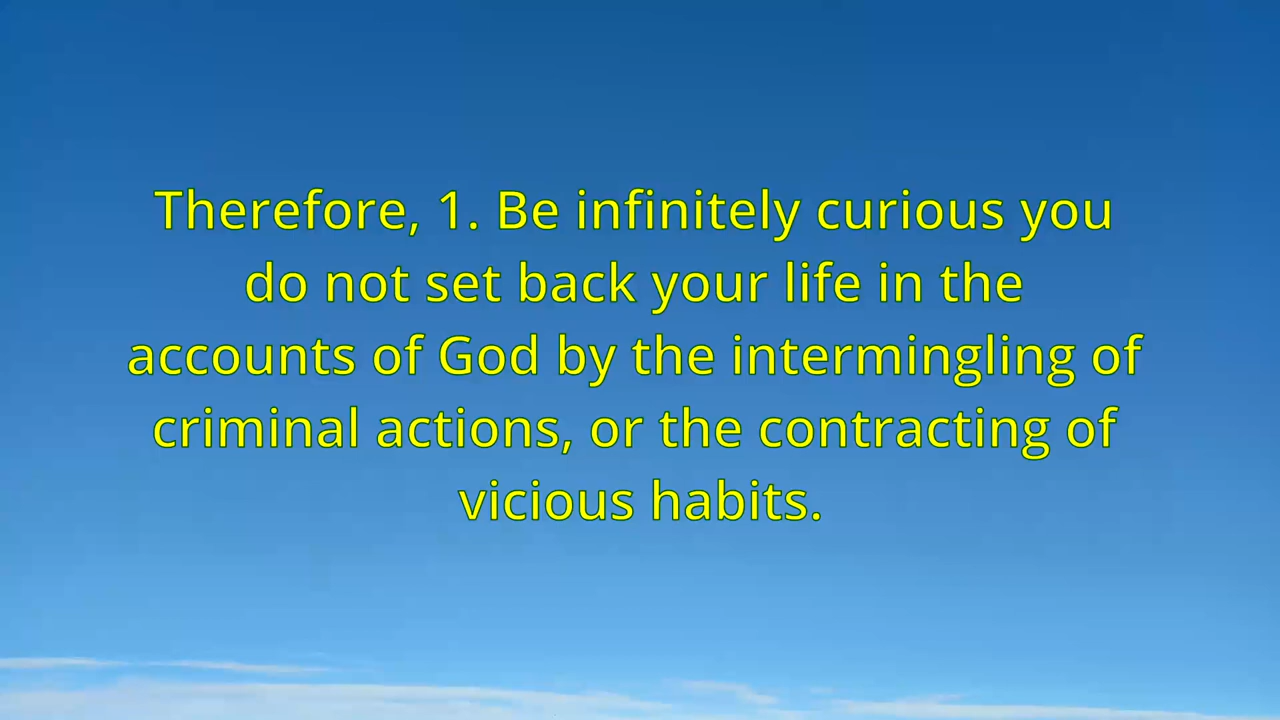 Therefore, 1. Be infinitely curious you
do not set back your life in the
accounts of God by the intermingling of
criminal actions, or the contracting of
vicious habits.